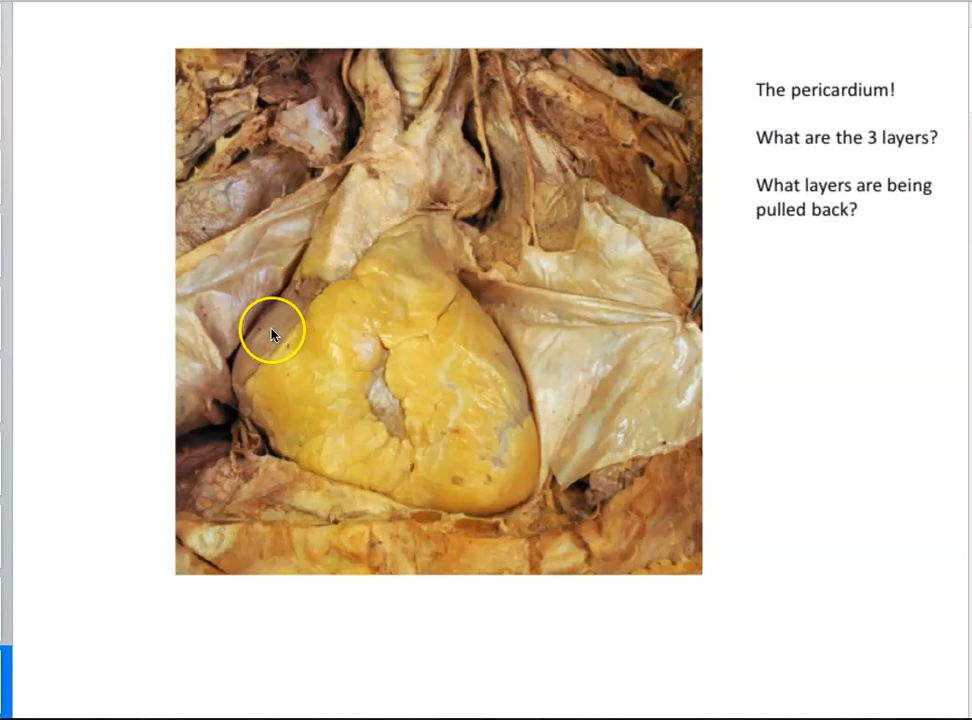 The pericardium!
What are the 3 layers?
What layers are being
pulled back?